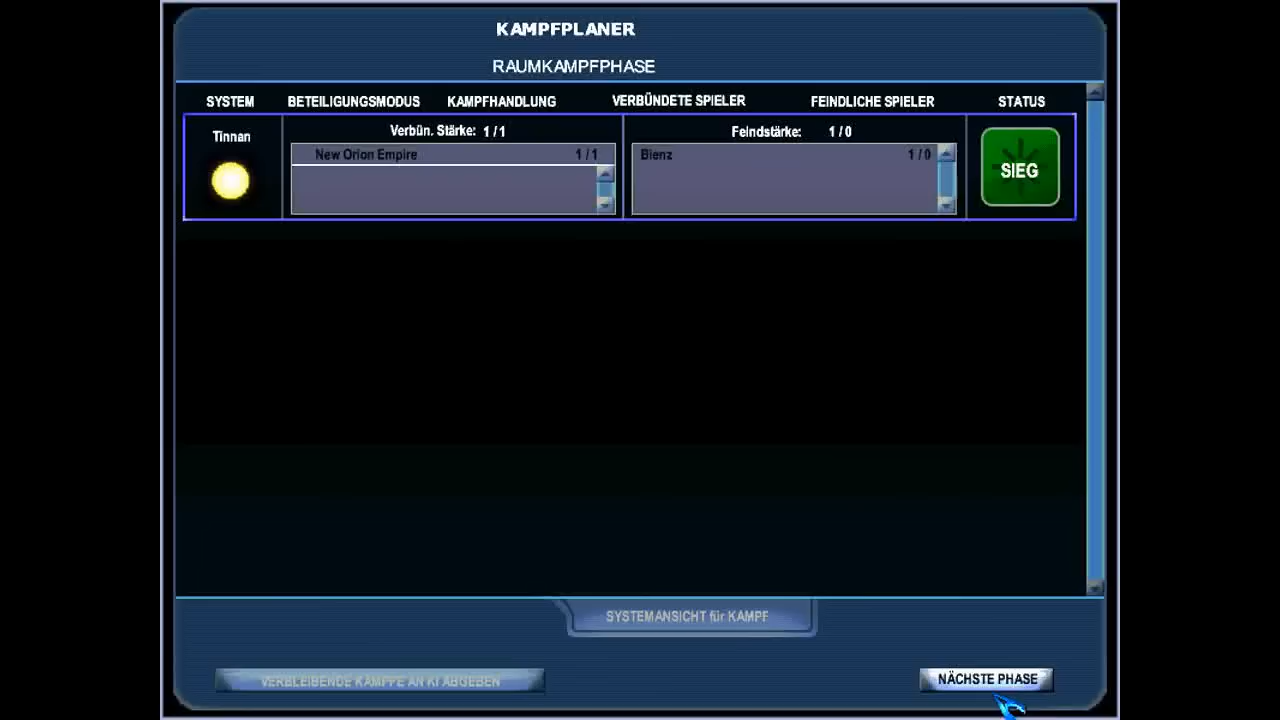 KAMPFPLANER
RAUMKAMPFPHASE
SYSTEM BETEILIGUNGSMODUS KAMPFHANDLUNG VERBÜNDETE SPIELER FEINDLICHE SPIELER STATUS
Tinnan Verbün. Stärke: 1 / 1 Feindstärke: 1 / 0
New Orion Empire 1 / 1 Bienz 1 / 0
SIEG
SYSTEMANSICHT für KAMPF
VERBLEIBENDE KÄMPFE AN KI ABGEBEN NÄCHSTE PHASE